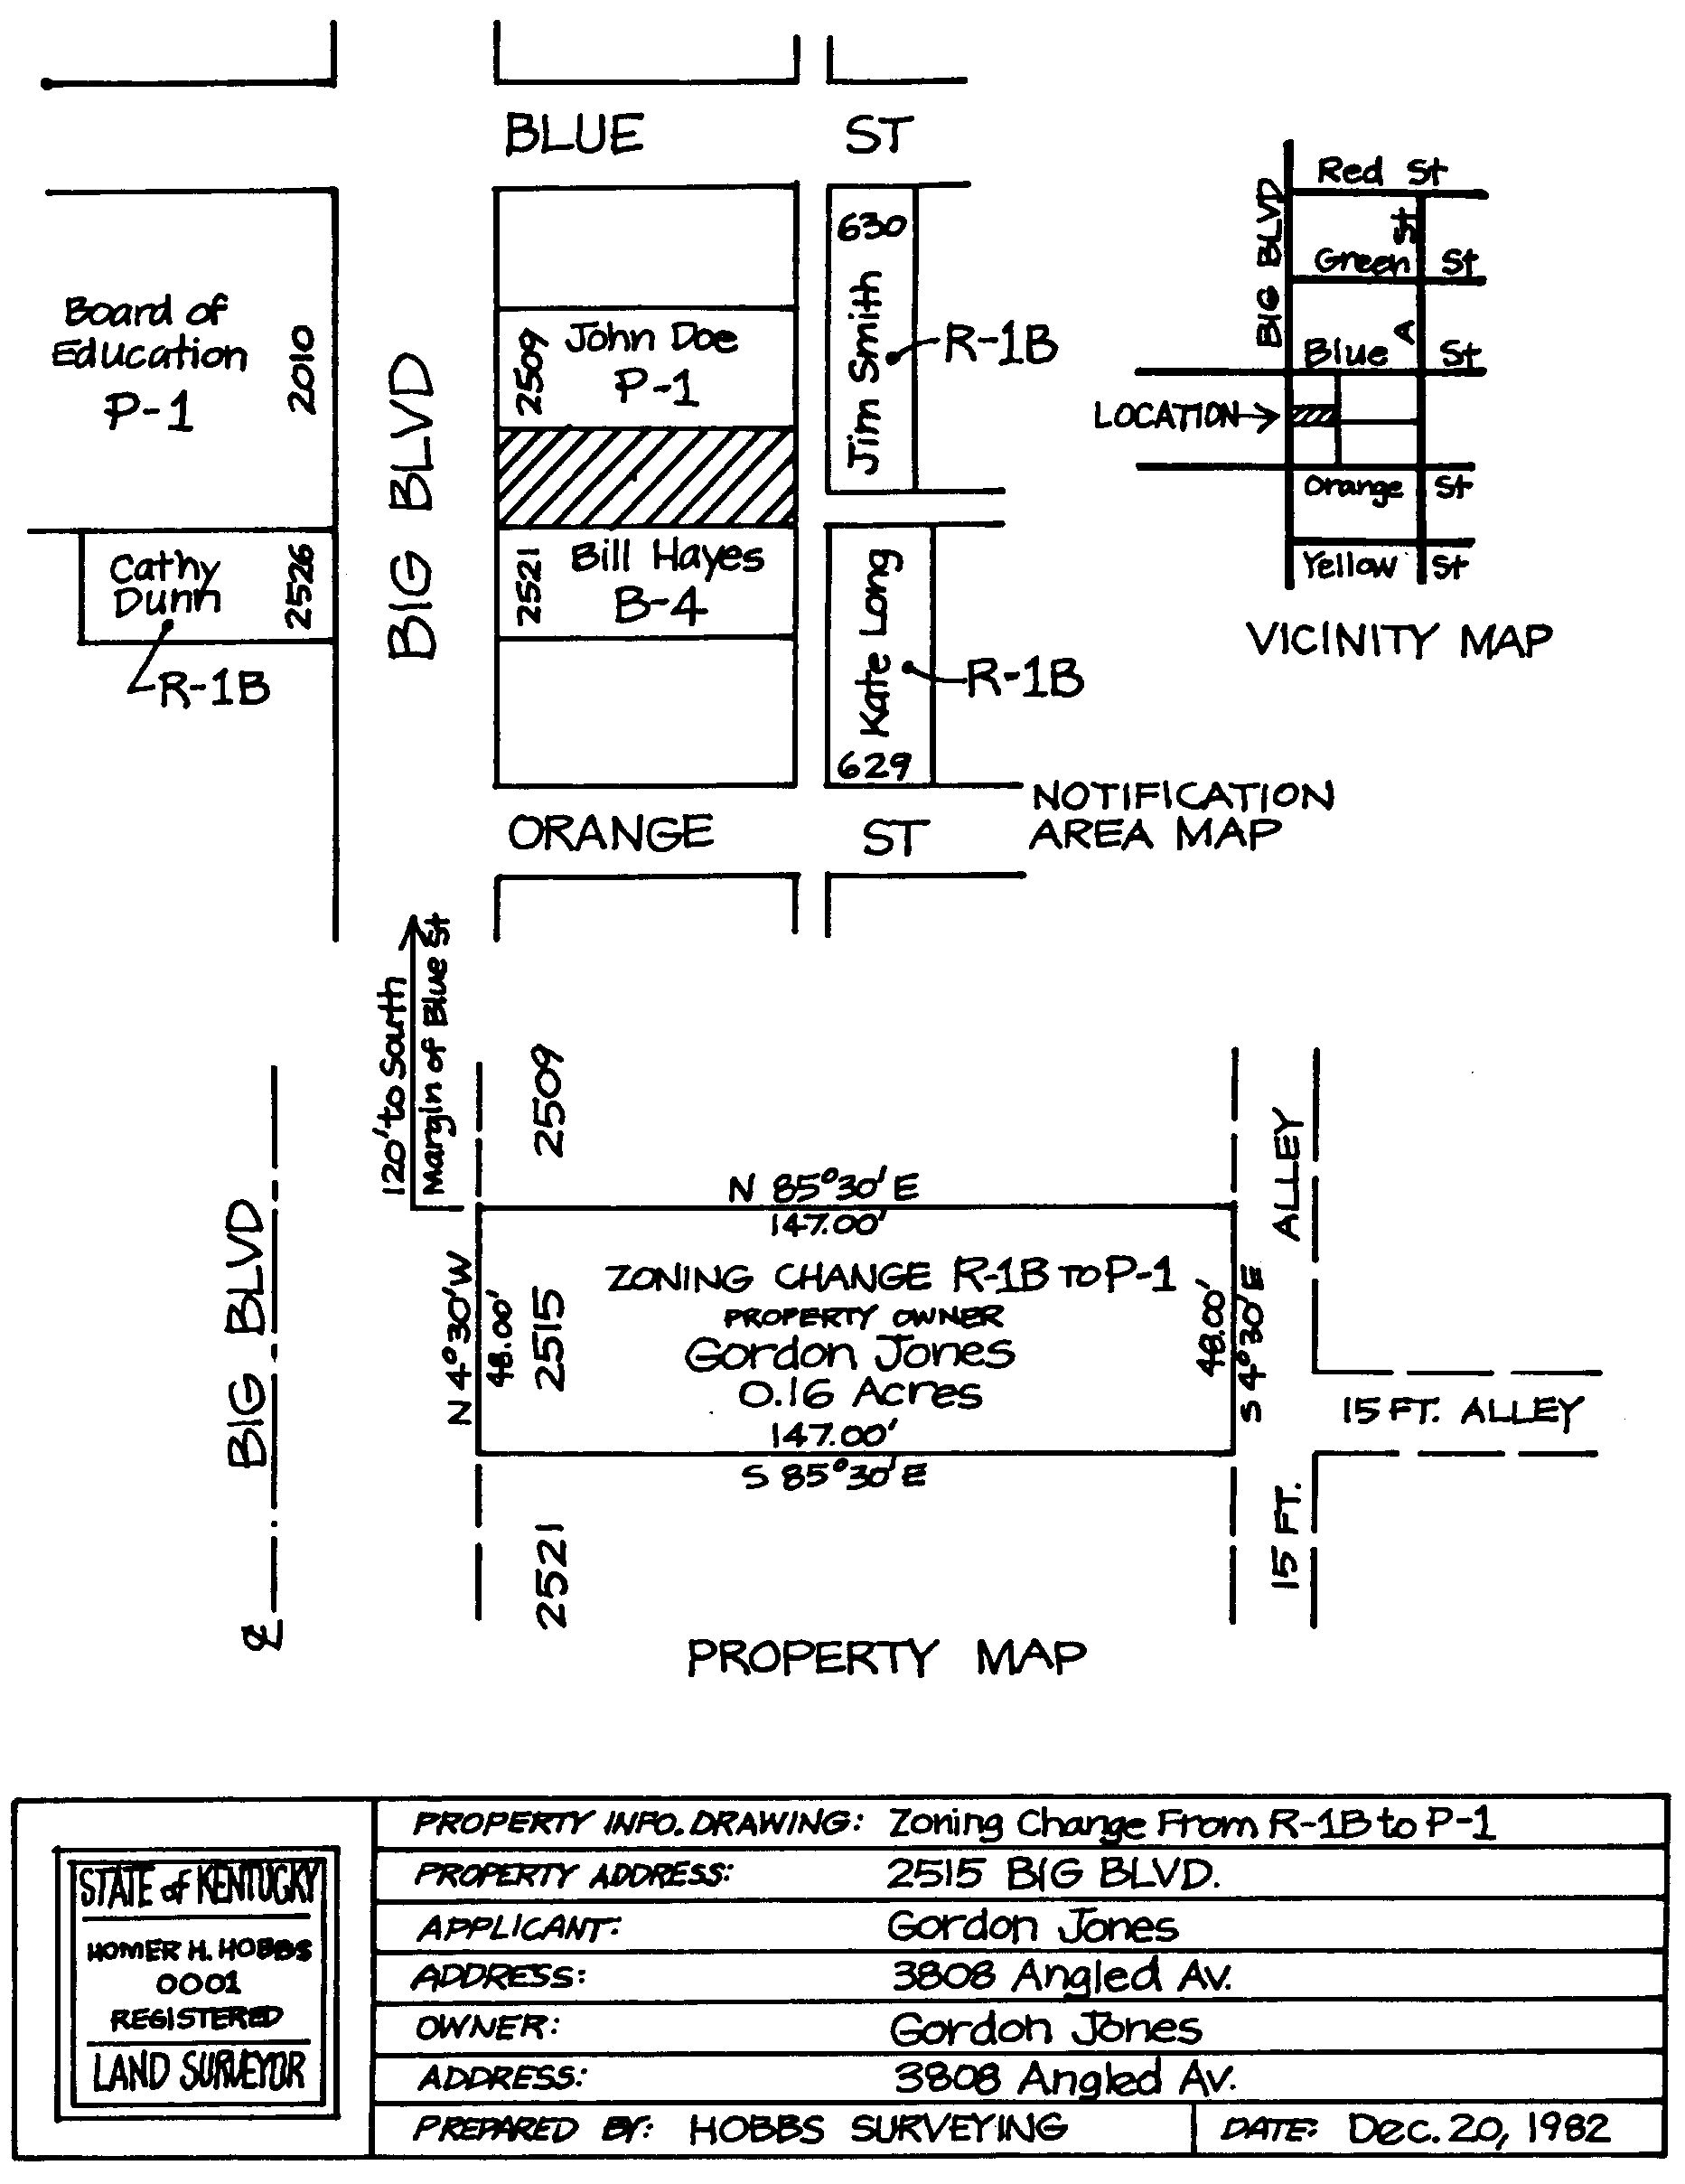 BLUE ST
Board of
Education
P-1
2010
BIG BLVD
2509
John Doe
P-1
630
Jim Smith
R-1B
Cathy
Dunn
2526
R-1B
2521
Bill Hayes
B-4
Kate Long
629
R-1B
ORANGE ST
NOTIFICATION
AREA MAP
Red St
BIG BLVD
BIG BLVD
A St
Green St
Blue St
LOCATION
Orange St
Yellow St
VICINITY MAP
120' to South
Margin of Blue St
2509
BIG BLVD
N 85°30' E
147.00'
N 4°30' W
48.00'
2515
ZONING CHANGE R-1B TO P-1
PROPERTY OWNER
Gordon Jones
0.16 Acres
147.00'
S 85°30' E
48.00'
S 4°30' E
15 FT. ALLEY
15 FT. ALLEY
2521
℄
PROPERTY MAP
STATE of KENTUCKY
HOMER H. HOBBS
0001
REGISTERED
LAND SURVEYOR
PROPERTY INFO. DRAWING: Zoning Change From R-1B to P-1
PROPERTY ADDRESS: 2515 BIG BLVD.
APPLICANT: Gordon Jones
ADDRESS: 3808 Angled Av.
OWNER: Gordon Jones
ADDRESS: 3808 Angled Av.
PREPARED BY: HOBBS SURVEYING DATE: Dec. 20, 1982